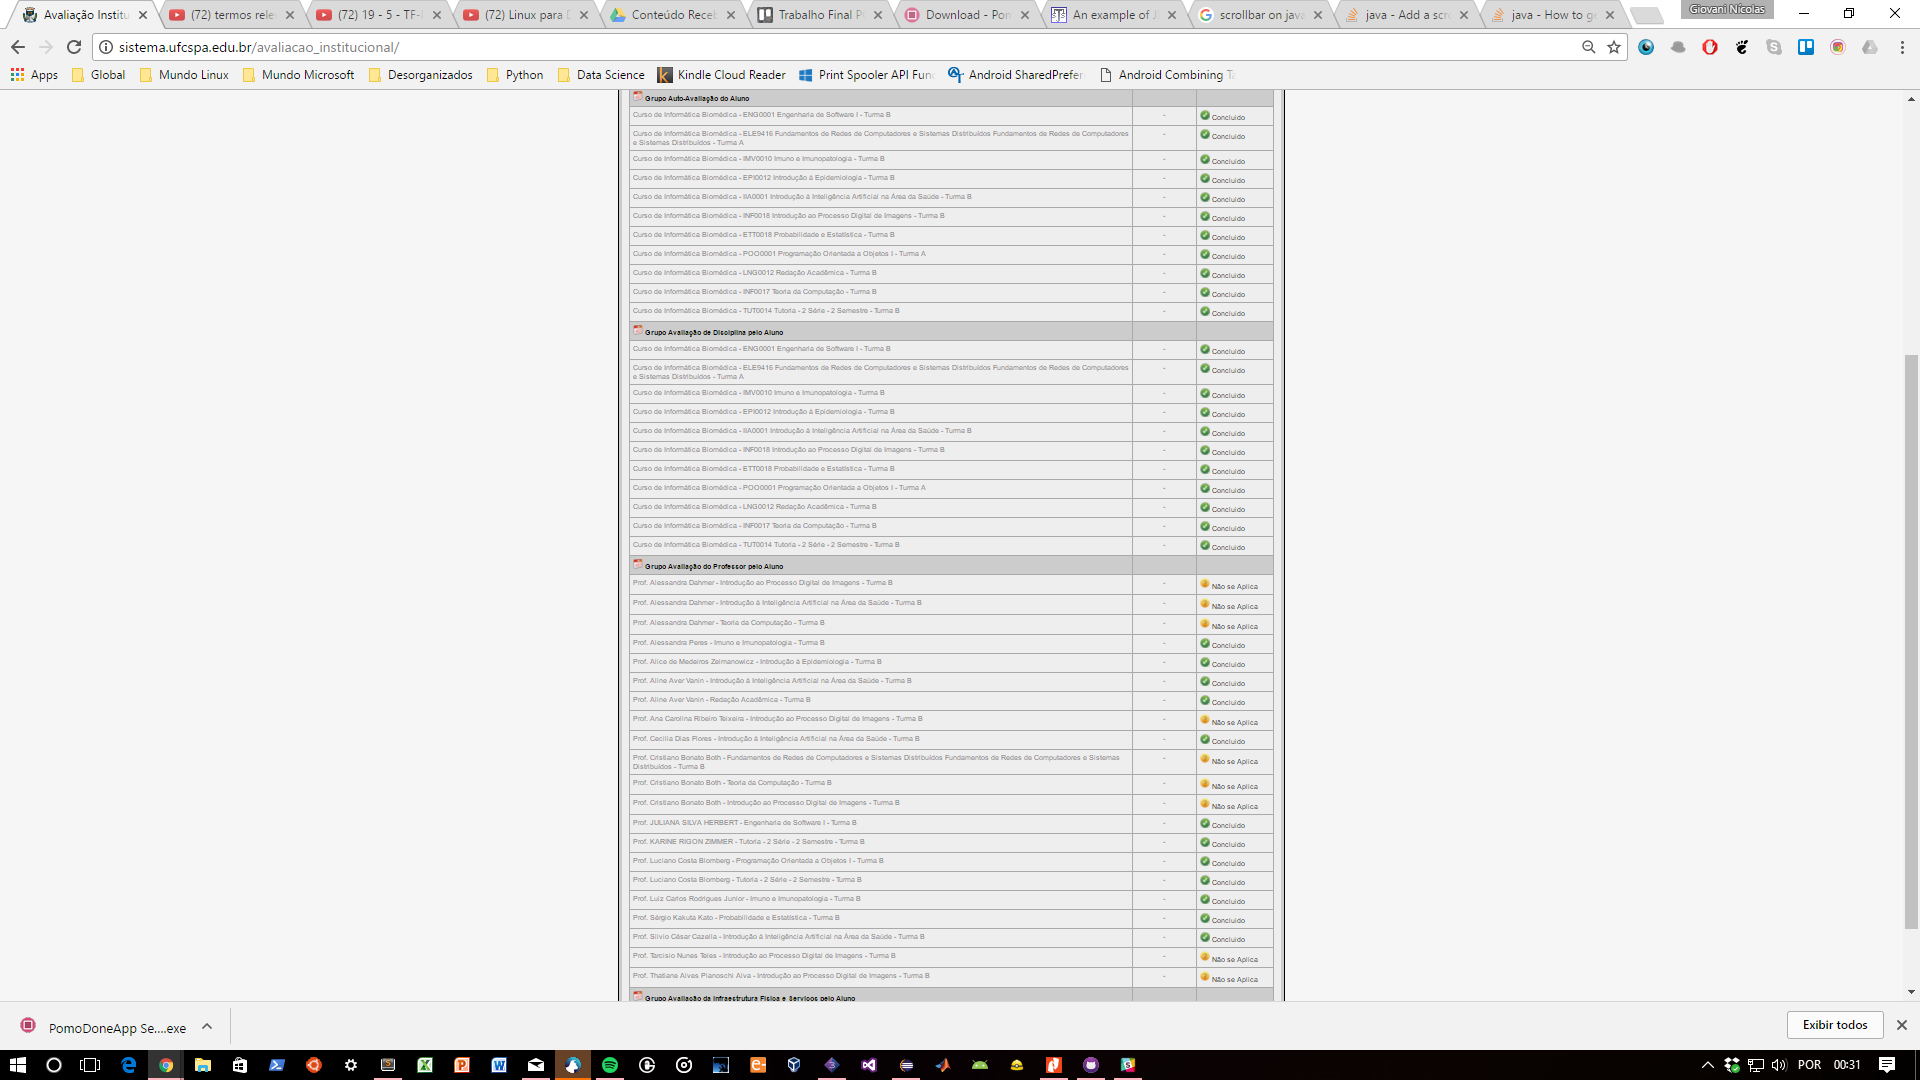 Avaliação Institu
(72) termos rele
(72) 19 - 5 - TF-
(72) Linux para D
Conteúdo Receb
Trabalho Final P
Download - Pom
An example of J
scrollbar on java
java - Add a scr
java - How to ge
Giovani Nícolas
sistema.ufcspa.edu.br/avaliacao_institucional/
Apps
Global
Mundo Linux
Mundo Microsoft
Desorganizados
Python
Data Science
Kindle Cloud Reader
Print Spooler API Func
Android SharedPrefer
Android Combining Ta
Grupo Auto-Avaliação do Aluno
Curso de Informática Biomédica - ENG0001 Engenharia de Software I - Turma B - Concluído
Curso de Informática Biomédica - ELE9416 Fundamentos de Redes de Computadores e Sistemas Distribuídos Fundamentos de Redes de Computadores - Concluído
e Sistemas Distribuídos - Turma A
Curso de Informática Biomédica - IMV0010 Imuno e Imunopatologia - Turma B - Concluído
Curso de Informática Biomédica - EPI0012 Introdução à Epidemiologia - Turma B - Concluído
Curso de Informática Biomédica - IIA0001 Introdução à Inteligência Artificial na Área da Saúde - Turma B - Concluído
Curso de Informática Biomédica - INF0018 Introdução ao Processo Digital de Imagens - Turma B - Concluído
Curso de Informática Biomédica - ETT0018 Probabilidade e Estatística - Turma B - Concluído
Curso de Informática Biomédica - POO0001 Programação Orientada a Objetos I - Turma A - Concluído
Curso de Informática Biomédica - LNG0012 Redação Acadêmica - Turma B - Concluído
Curso de Informática Biomédica - INF0017 Teoria da Computação - Turma B - Concluído
Curso de Informática Biomédica - TUT0014 Tutoria - 2 Série - 2 Semestre - Turma B - Concluído
Grupo Avaliação de Disciplina pelo Aluno
Curso de Informática Biomédica - ENG0001 Engenharia de Software I - Turma B - Concluído
Curso de Informática Biomédica - ELE9416 Fundamentos de Redes de Computadores e Sistemas Distribuídos Fundamentos de Redes de Computadores - Concluído
e Sistemas Distribuídos - Turma A
Curso de Informática Biomédica - IMV0010 Imuno e Imunopatologia - Turma B - Concluído
Curso de Informática Biomédica - EPI0012 Introdução à Epidemiologia - Turma B - Concluído
Curso de Informática Biomédica - IIA0001 Introdução à Inteligência Artificial na Área da Saúde - Turma B - Concluído
Curso de Informática Biomédica - INF0018 Introdução ao Processo Digital de Imagens - Turma B - Concluído
Curso de Informática Biomédica - ETT0018 Probabilidade e Estatística - Turma B - Concluído
Curso de Informática Biomédica - POO0001 Programação Orientada a Objetos I - Turma A - Concluído
Curso de Informática Biomédica - LNG0012 Redação Acadêmica - Turma B - Concluído
Curso de Informática Biomédica - INF0017 Teoria da Computação - Turma B - Concluído
Curso de Informática Biomédica - TUT0014 Tutoria - 2 Série - 2 Semestre - Turma B - Concluído
Grupo Avaliação do Professor pelo Aluno
Prof. Alessandra Dahmer - Introdução ao Processo Digital de Imagens - Turma B - Não se Aplica
Prof. Alessandra Dahmer - Introdução à Inteligência Artificial na Área da Saúde - Turma B - Não se Aplica
Prof. Alessandra Dahmer - Teoria da Computação - Turma B - Não se Aplica
Prof. Alessandra Peres - Imuno e Imunopatologia - Turma B - Concluído
Prof. Alice de Medeiros Zelmanowicz - Introdução à Epidemiologia - Turma B - Concluído
Prof. Aline Aver Vanin - Introdução à Inteligência Artificial na Área da Saúde - Turma B - Concluído
Prof. Aline Aver Vanin - Redação Acadêmica - Turma B - Concluído
Prof. Ana Carolina Ribeiro Teixeira - Introdução ao Processo Digital de Imagens - Turma B - Não se Aplica
Prof. Cecilia Dias Flores - Introdução à Inteligência Artificial na Área da Saúde - Turma B - Concluído
Prof. Cristiano Bonato Both - Fundamentos de Redes de Computadores e Sistemas Distribuídos Fundamentos de Redes de Computadores e Sistemas - Não se Aplica
Distribuídos - Turma B
Prof. Cristiano Bonato Both - Teoria da Computação - Turma B - Não se Aplica
Prof. Cristiano Bonato Both - Introdução ao Processo Digital de Imagens - Turma B - Não se Aplica
Prof. JULIANA SILVA HERBERT - Engenharia de Software I - Turma B - Concluído
Prof. KARINE RIGON ZIMMER - Tutoria - 2 Série - 2 Semestre - Turma B - Concluído
Prof. Luciano Costa Blomberg - Programação Orientada a Objetos I - Turma B - Concluído
Prof. Luciano Costa Blomberg - Tutoria - 2 Série - 2 Semestre - Turma B - Concluído
Prof. Luiz Carlos Rodrigues Junior - Imuno e Imunopatologia - Turma B - Concluído
Prof. Sérgio Kakuta Kato - Probabilidade e Estatística - Turma B - Concluído
Prof. Silvio César Cazella - Introdução à Inteligência Artificial na Área da Saúde - Turma B - Concluído
Prof. Tarcisio Nunes Teles - Introdução ao Processo Digital de Imagens - Turma B - Não se Aplica
Prof. Thatiane Alves Pianoschi Alva - Introdução ao Processo Digital de Imagens - Turma B - Não se Aplica
Grupo Avaliação da Infraestrutura Física e Serviços pelo Aluno
PomoDoneApp Se....exe
Exibir todos
POR
00:31